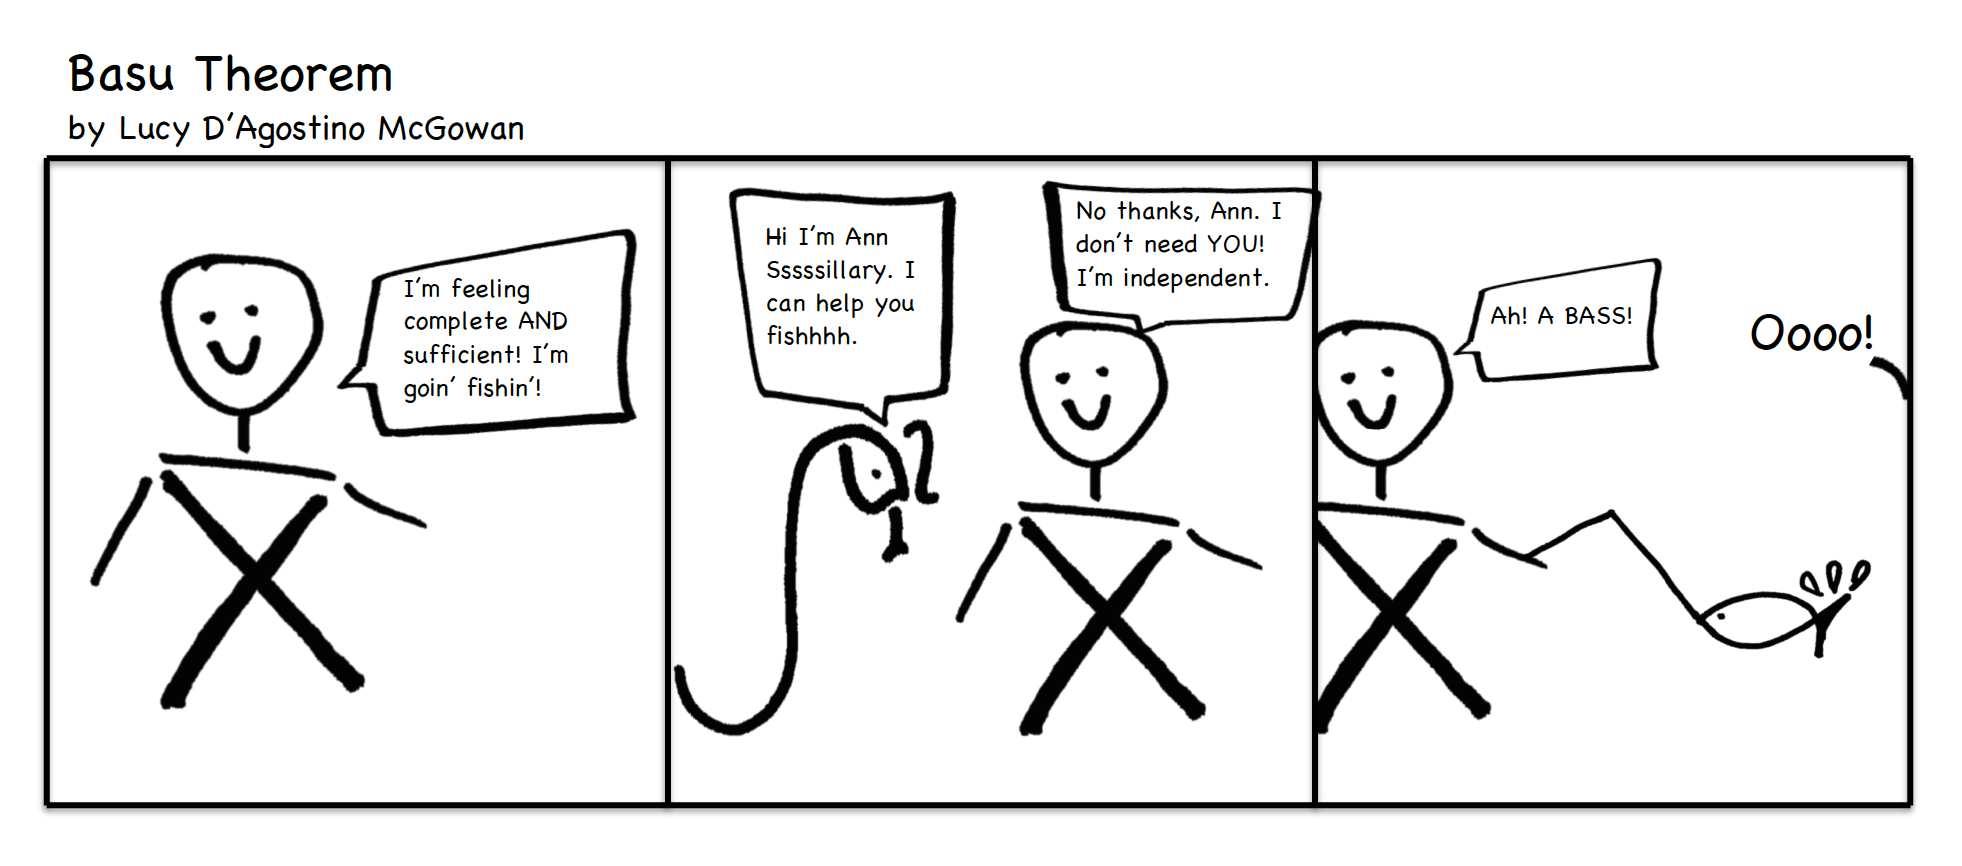 Basu Theorem
by Lucy D'Agostino McGowan
I'm feeling
complete AND
sufficient! I'm
goin' fishin'!
Hi I'm Ann
Sssssillary. I
can help you
fishhhh.
No thanks, Ann. I
don't need YOU!
I'm independent.
Ah! A BASS!
Oooo!